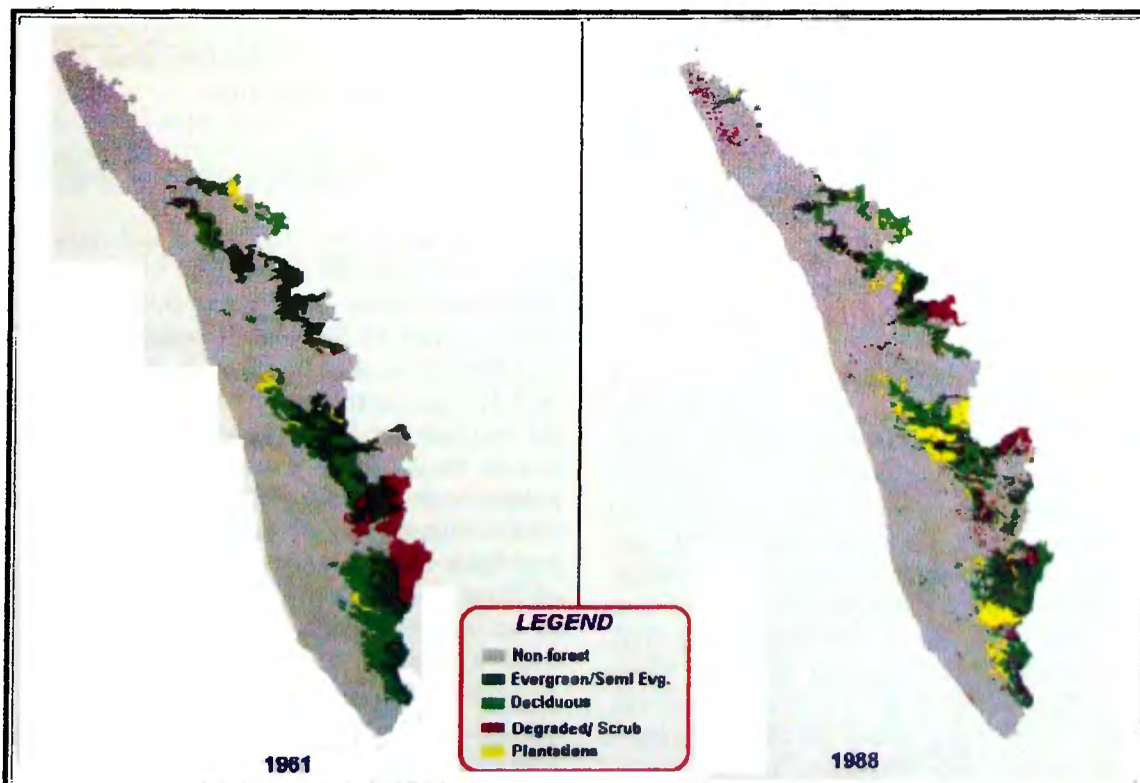 LEGEND
Non-forest
Evergreen/Semi Evg.
Deciduous
Degraded/ Scrub
Plantations
1961
1988